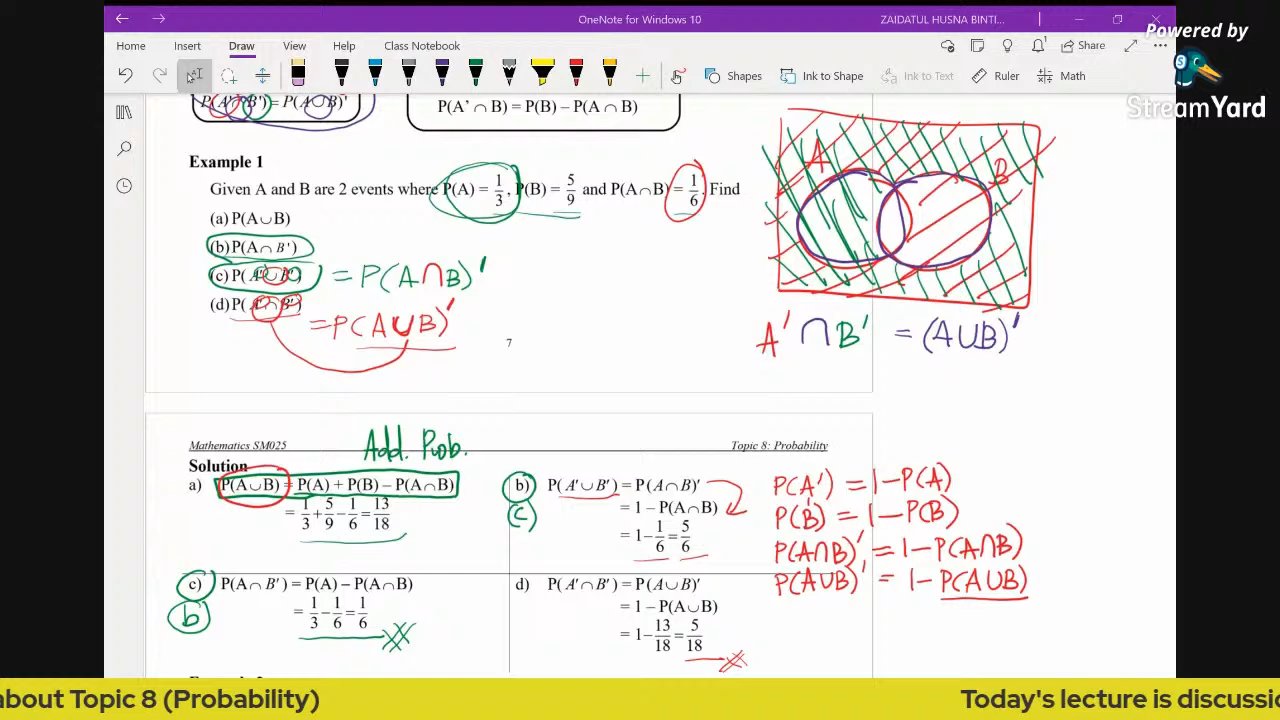 OneNote for Windows 10
ZAIDATUL HUSNA BINTI...
Powered by
StreamYard
Home Insert Draw View Help Class Notebook
Share
Shapes Ink to Shape Ink to Text Ruler Math
P(A'∩B') = P(A∪B)'
P(A' ∩ B) = P(B) – P(A ∩ B)
Example 1
Given A and B are 2 events where P(A) = 1/3, P(B) = 5/9 and P(A∩B) = 1/6. Find
(a) P(A∪B)
(b) P(A∩B')
(c) P(A'∪B') = P(A∩B)'
(d) P(A'∩B') = P(A∪B)'
7
A
B
A' ∩ B' = (A∪B)'
Mathematics SM025
Add. Prob.
Topic 8: Probability
Solution
a) P(A∪B) = P(A) + P(B) – P(A∩B)
= 1/3 + 5/9 – 1/6 = 13/18
b) P(A'∪B') = P(A∩B)'
c
= 1 – P(A∩B)
= 1 – 1/6 = 5/6
P(A') = 1 – P(A)
P(B') = 1 – P(B)
P(A∩B)' = 1 – P(A∩B)
P(A∪B)' = 1 – P(A∪B)
c) P(A∩B') = P(A) – P(A∩B)
b
= 1/3 – 1/6 = 1/6
d) P(A'∩B') = P(A∪B)'
= 1 – P(A∪B)
= 1 – 13/18 = 5/18
about Topic 8 (Probability)
Today's lecture is discussi